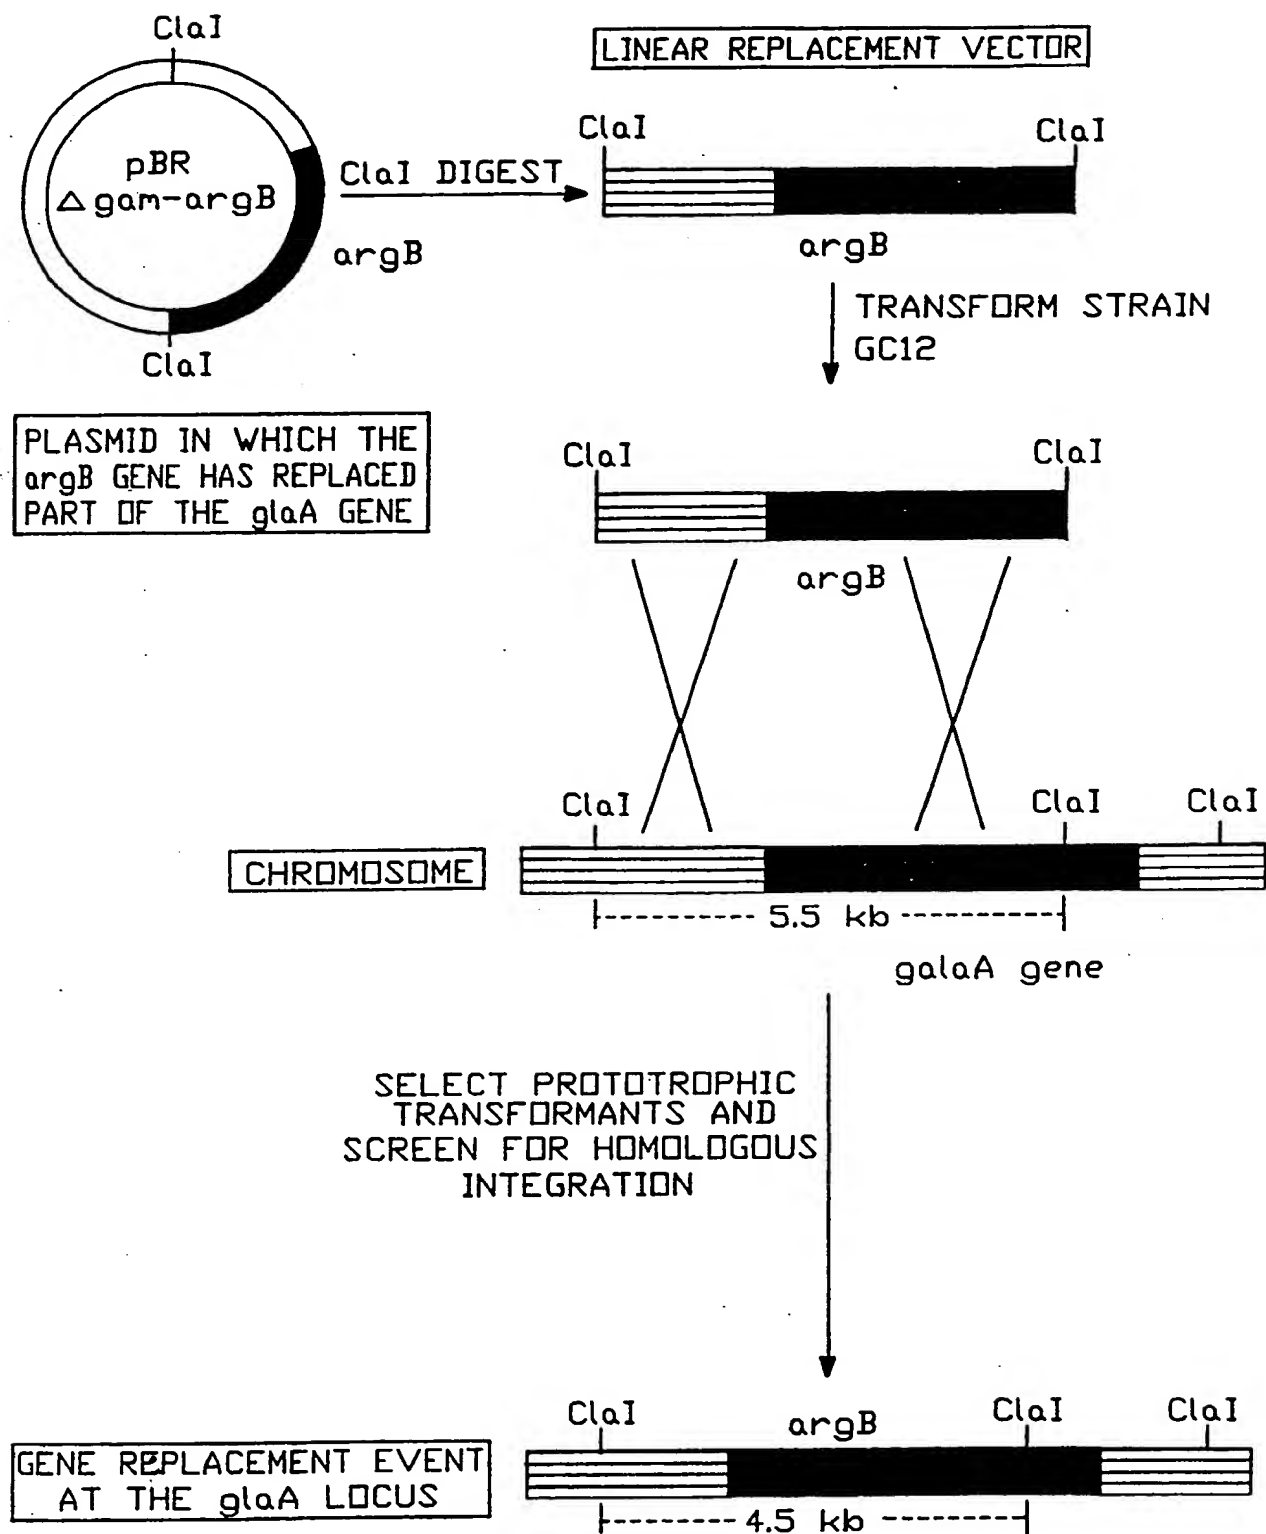 ClaI
LINEAR REPLACEMENT VECTOR
pBR
△ gam-argB
argB
ClaI
ClaI DIGEST
ClaI
ClaI
argB
TRANSFORM STRAIN
GC12
PLASMID IN WHICH THE
argB GENE HAS REPLACED
PART OF THE glaA GENE
ClaI
ClaI
argB
ClaI
ClaI
ClaI
CHROMOSOME
5.5 kb
galaA gene
SELECT PROTOTROPHIC
TRANSFORMANTS AND
SCREEN FOR HOMOLOGOUS
INTEGRATION
ClaI
argB
ClaI
ClaI
GENE REPLACEMENT EVENT
AT THE glaA LOCUS
4.5 kb